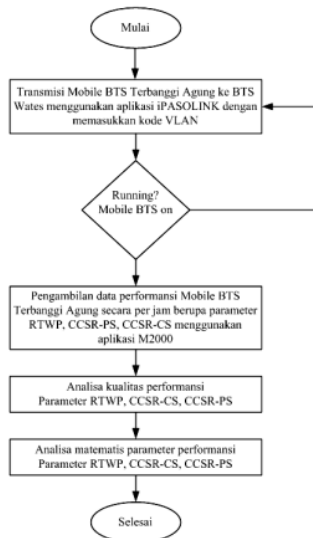 Mulai
Transmisi Mobile BTS Terbanggi Agung ke BTS
Wates menggunakan aplikasi iPASOLINK dengan
memasukkan kode VLAN
Running?
Mobile BTS on
Pengambilan data performansi Mobile BTS
Terbanggi Agung secara per jam berupa parameter
RTWP, CCSR-PS, CCSR-CS menggunakan
aplikasi M2000
Analisa kualitas performansi
Parameter RTWP, CCSR-CS, CCSR-PS
Analisa matematis parameter performansi
Parameter RTWP, CCSR-CS, CCSR-PS
Selesai